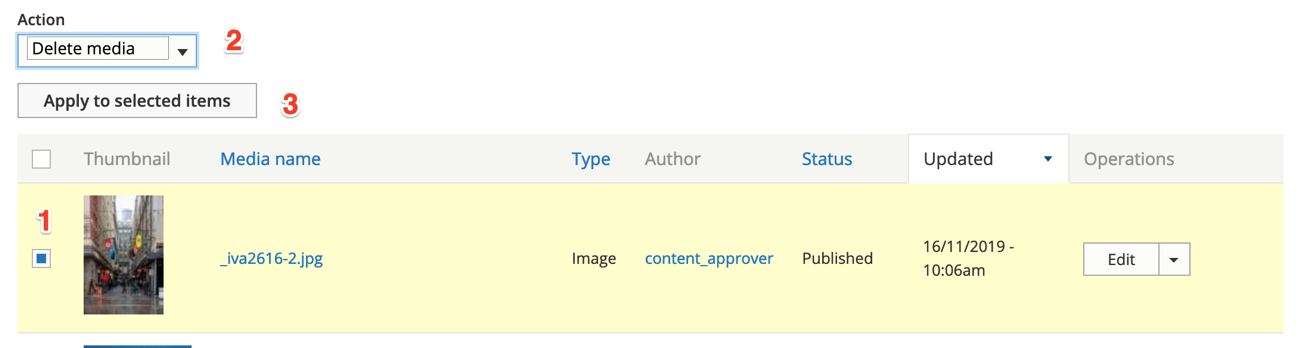 Action
Delete media
2
Apply to selected items
3
Thumbnail Media name Type Author Status Updated Operations
1
_iva2616-2.jpg Image content_approver Published 16/11/2019 -
10:06am Edit